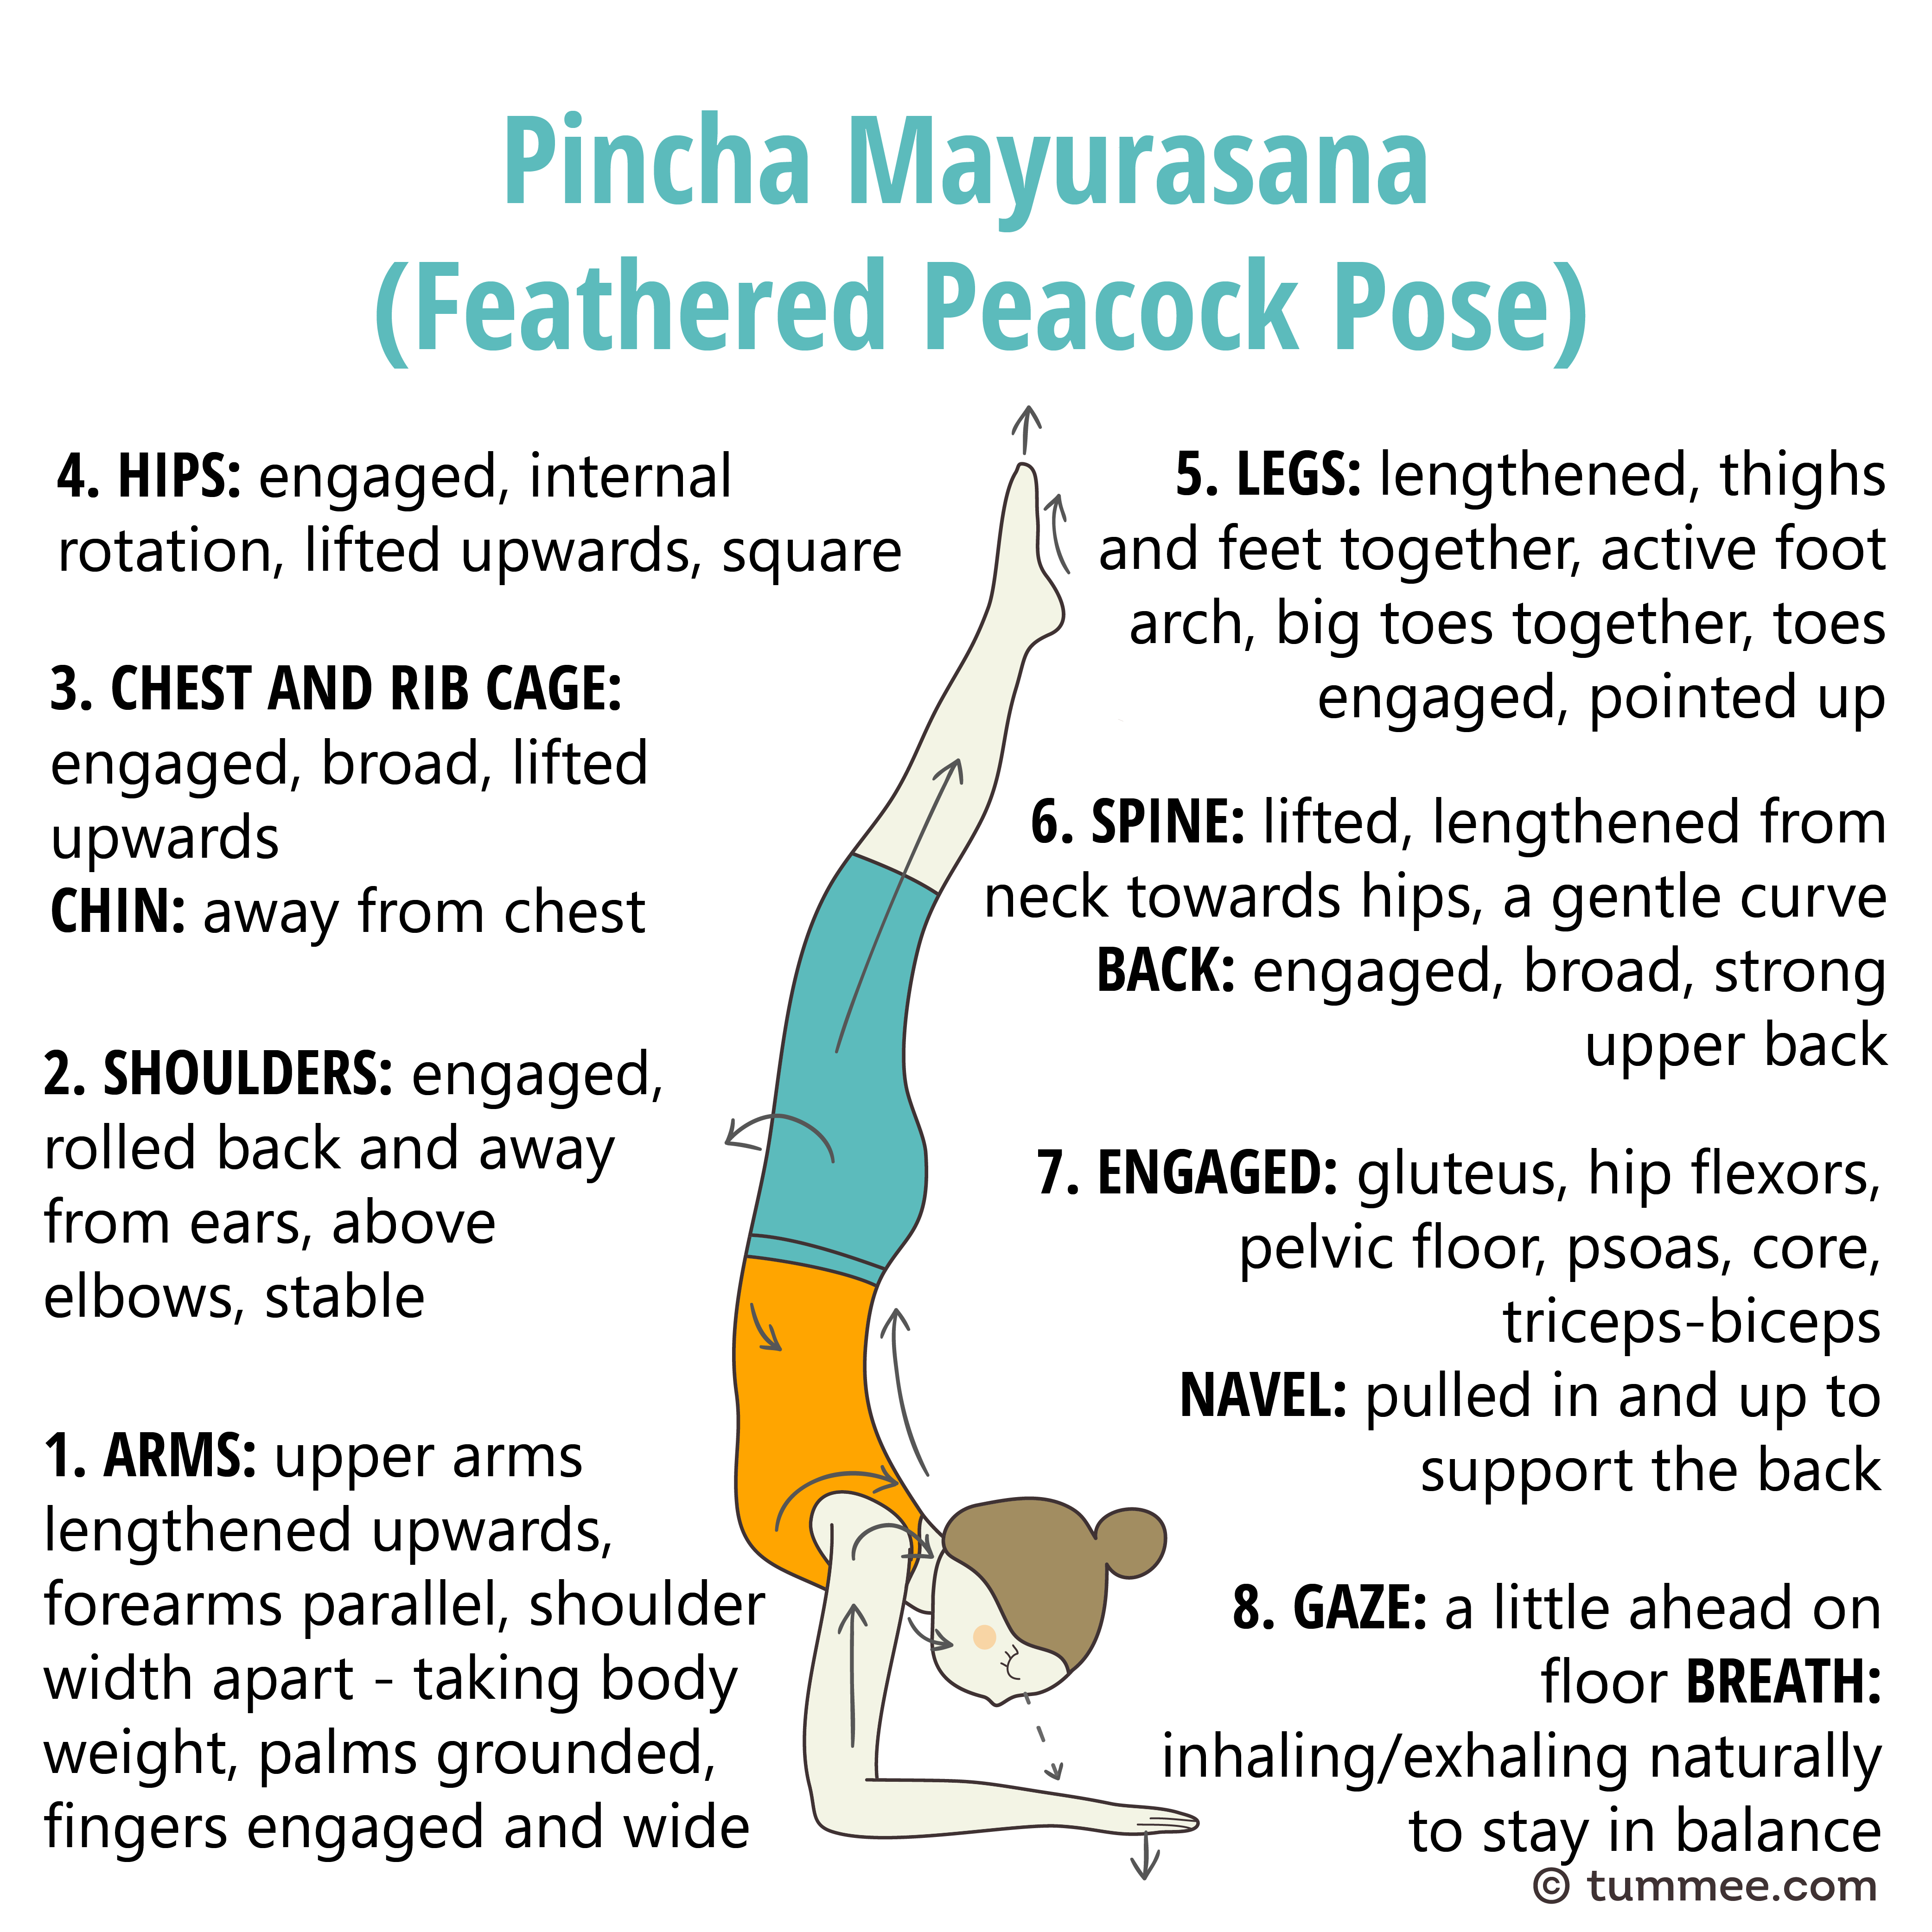 Pincha Mayurasana
(Feathered Peacock Pose)
4. HIPS: engaged, internal
rotation, lifted upwards, square
3. CHEST AND RIB CAGE:
engaged, broad, lifted
upwards
CHIN: away from chest
2. SHOULDERS: engaged,
rolled back and away
from ears, above
elbows, stable
1. ARMS: upper arms
lengthened upwards,
forearms parallel, shoulder
width apart - taking body
weight, palms grounded,
fingers engaged and wide
5. LEGS: lengthened, thighs
and feet together, active foot
arch, big toes together, toes
engaged, pointed up
6. SPINE: lifted, lengthened from
neck towards hips, a gentle curve
BACK: engaged, broad, strong
upper back
7. ENGAGED: gluteus, hip flexors,
pelvic floor, psoas, core,
triceps-biceps
NAVEL: pulled in and up to
support the back
8. GAZE: a little ahead on
floor BREATH:
inhaling/exhaling naturally
to stay in balance
© tummee.com